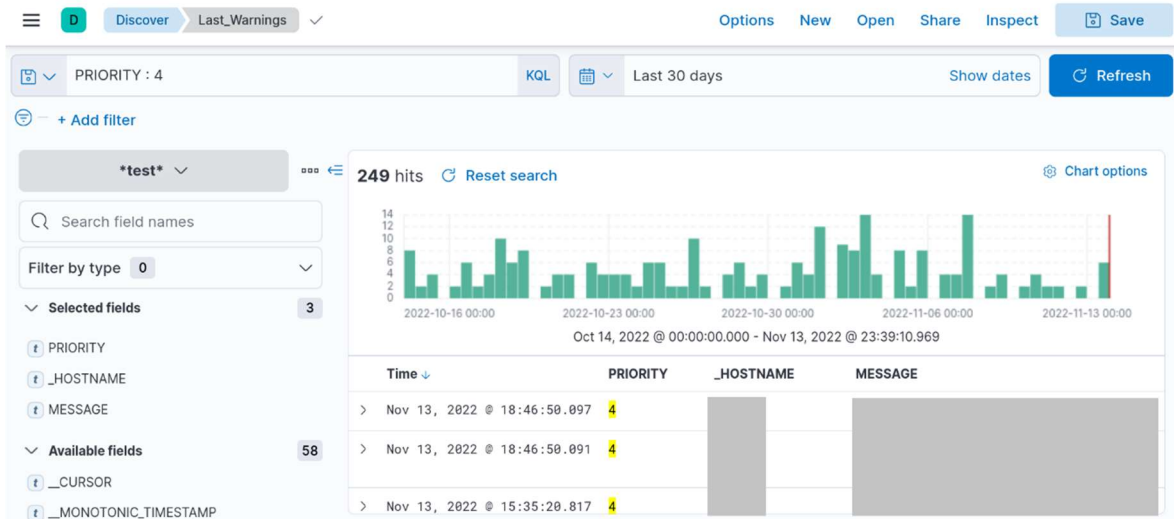 D Discover Last_Warnings Options New Open Share Inspect Save
PRIORITY : 4 KQL Last 30 days Show dates Refresh
+ Add filter
*test*
Search field names
Filter by type 0
Selected fields 3
t PRIORITY
t _HOSTNAME
t MESSAGE
Available fields 58
t __CURSOR
t __MONOTONIC_TIMESTAMP
249 hits Reset search Chart options
14
12
10
8
6
4
2
0
2022-10-16 00:00 2022-10-23 00:00 2022-10-30 00:00 2022-11-06 00:00 2022-11-13 00:00
Oct 14, 2022 @ 00:00:00.000 - Nov 13, 2022 @ 23:39:10.969
Time PRIORITY _HOSTNAME MESSAGE
Nov 13, 2022 @ 18:46:50.097 4
Nov 13, 2022 @ 18:46:50.091 4
Nov 13, 2022 @ 15:35:20.817 4